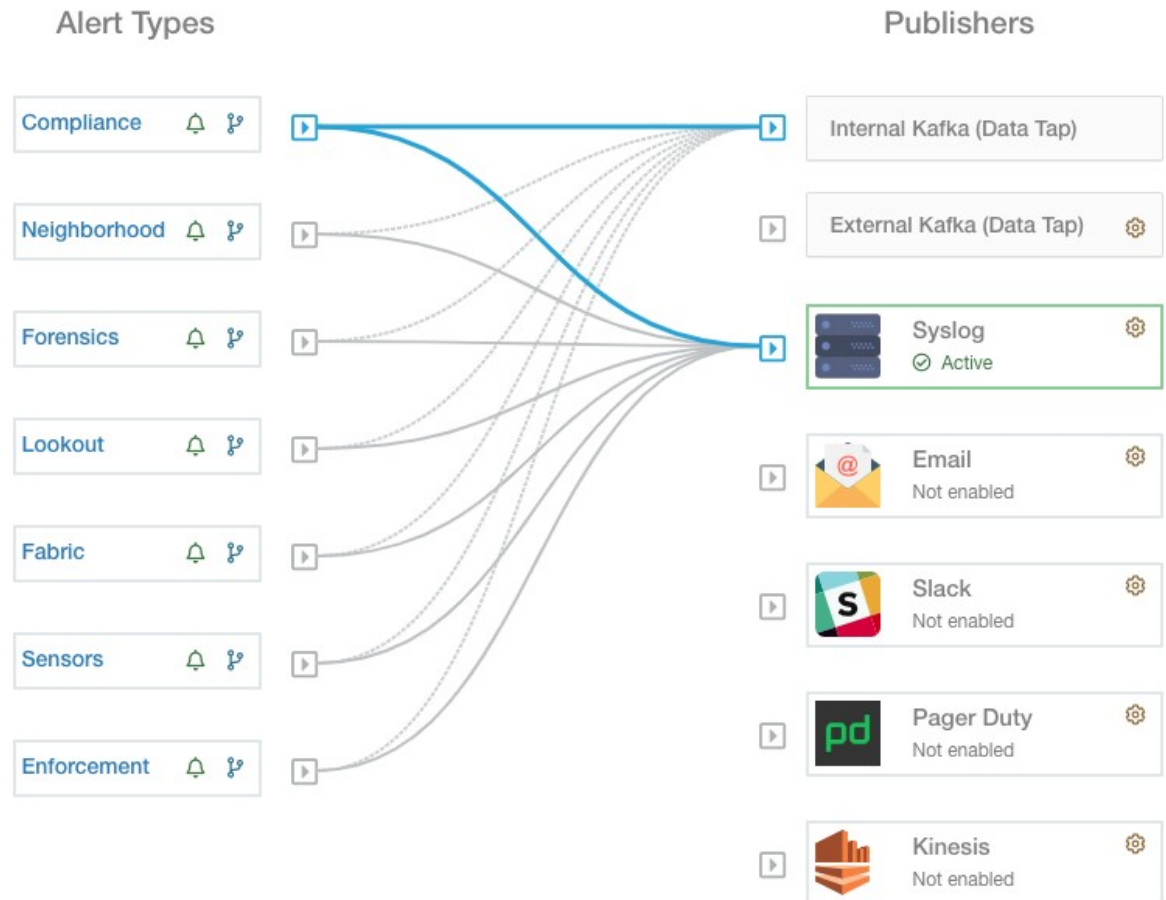 Alert Types
Publishers
Compliance
Neighborhood
Forensics
Lookout
Fabric
Sensors
Enforcement
Internal Kafka (Data Tap)
External Kafka (Data Tap)
Syslog
Active
@
Email
Not enabled
S
Slack
Not enabled
pd
Pager Duty
Not enabled
Kinesis
Not enabled